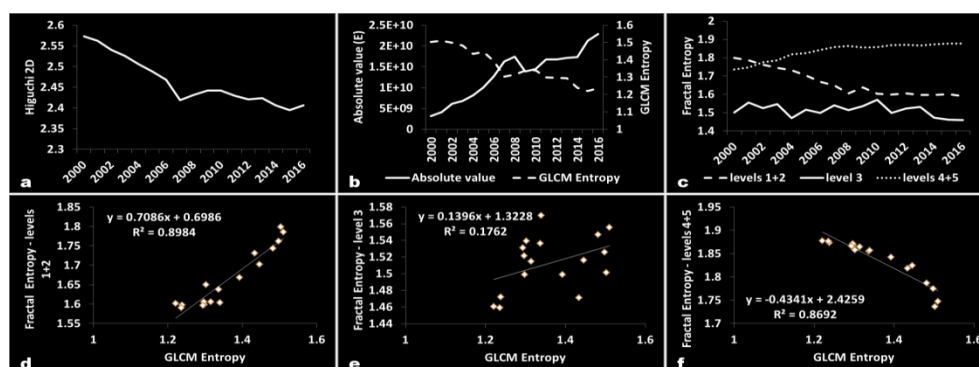 2.6
2.55
2.5
2.45
2.4
2.35
2.3
Higuchi 2D
2000 2002 2004 2006 2008 2010 2012 2014 2016
a
2.5E+10
2E+10
1.5E+10
1E+10
5E+09
0
Absolute value (E)
1.6
1.5
1.4
1.3
1.2
1.1
1
GLCM Entropy
2000 2002 2004 2006 2008 2010 2012 2014 2016
Absolute value GLCM Entropy
b
2
1.9
1.8
1.7
1.6
1.5
1.4
Fractal Entropy
2000 2002 2004 2006 2008 2010 2012 2014 2016
levels 1+2 level 3 levels 4+5
c
1.85
1.8
1.75
1.7
1.65
1.6
1.55
Fractal Entropy - levels
1+2
y = 0.7086x + 0.6986
R² = 0.8984
1 1.2 1.4 1.6
GLCM Entropy
d
1.58
1.56
1.54
1.52
1.5
1.48
1.46
1.44
Fractal Entropy - level 3
y = 0.1396x + 1.3228
R² = 0.1762
1 1.2 1.4 1.6
GLCM Entropy
e
1.95
1.9
1.85
1.8
1.75
1.7
Fractal Entropy - levels 4+5
y = -0.4341x + 2.4259
R² = 0.8692
1 1.2 1.4 1.6
GLCM Entropy
f